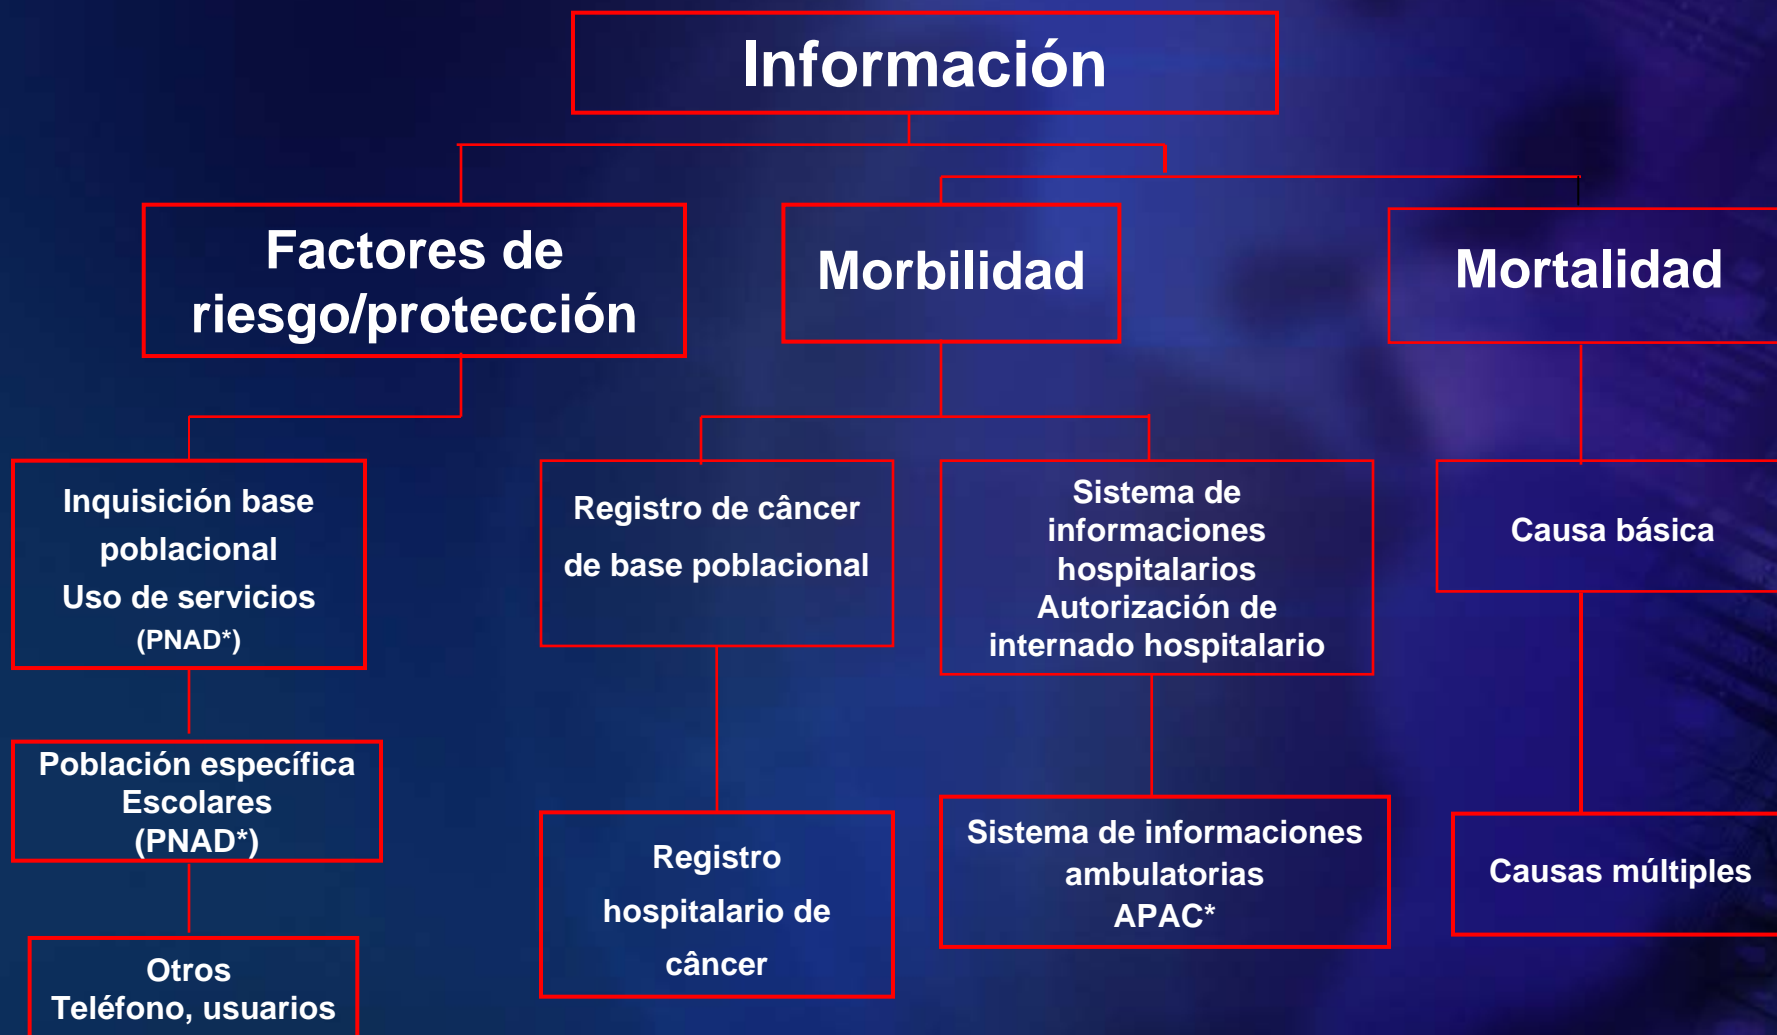 Información
Factores de
riesgo/protección
Morbilidad
Mortalidad
Inquisición base
poblacional
Uso de servicios
(PNAD*)
Registro de câncer
de base poblacional
Sistema de
informaciones
hospitalarios
Autorización de
internado hospitalario
Causa básica
Población específica
Escolares
(PNAD*)
Registro
hospitalario de
câncer
Sistema de informaciones
ambulatorias
APAC*
Causas múltiples
Otros
Teléfono, usuarios